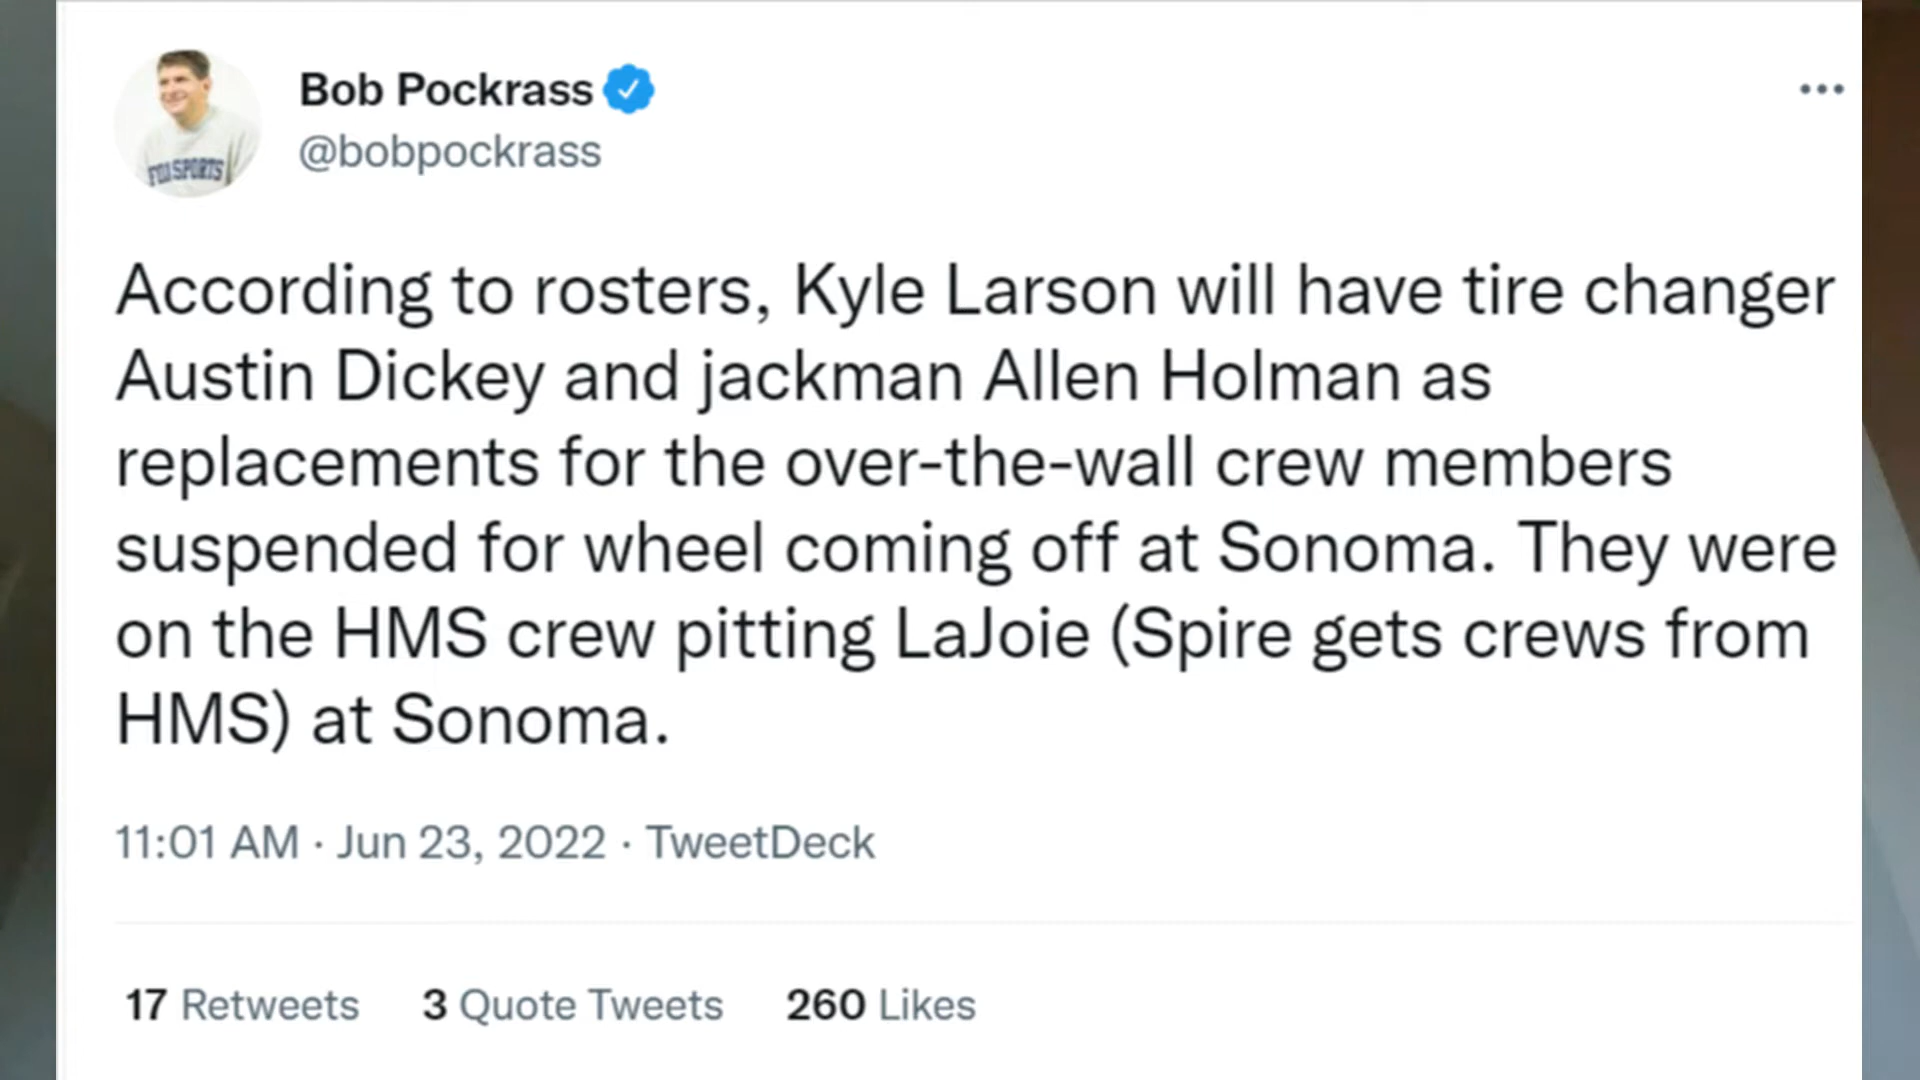 Bob Pockrass
@bobpockrass
FOX SPORTS
According to rosters, Kyle Larson will have tire changer
Austin Dickey and jackman Allen Holman as
replacements for the over-the-wall crew members
suspended for wheel coming off at Sonoma. They were
on the HMS crew pitting LaJoie (Spire gets crews from
HMS) at Sonoma.
11:01 AM · Jun 23, 2022 · TweetDeck
17 Retweets 3 Quote Tweets 260 Likes